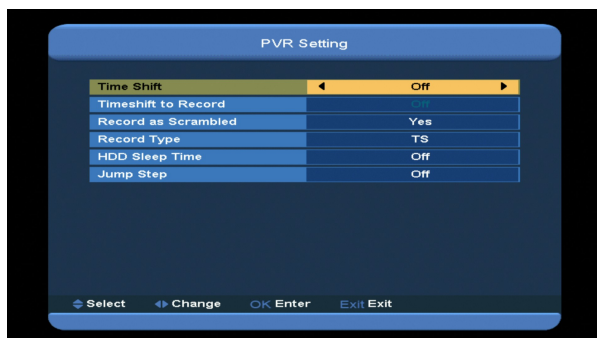 PVR Setting
Time Shift Off
Timeshift to Record Off
Record as Scrambled Yes
Record Type TS
HDD Sleep Time Off
Jump Step Off
Select Change OK Enter Exit Exit